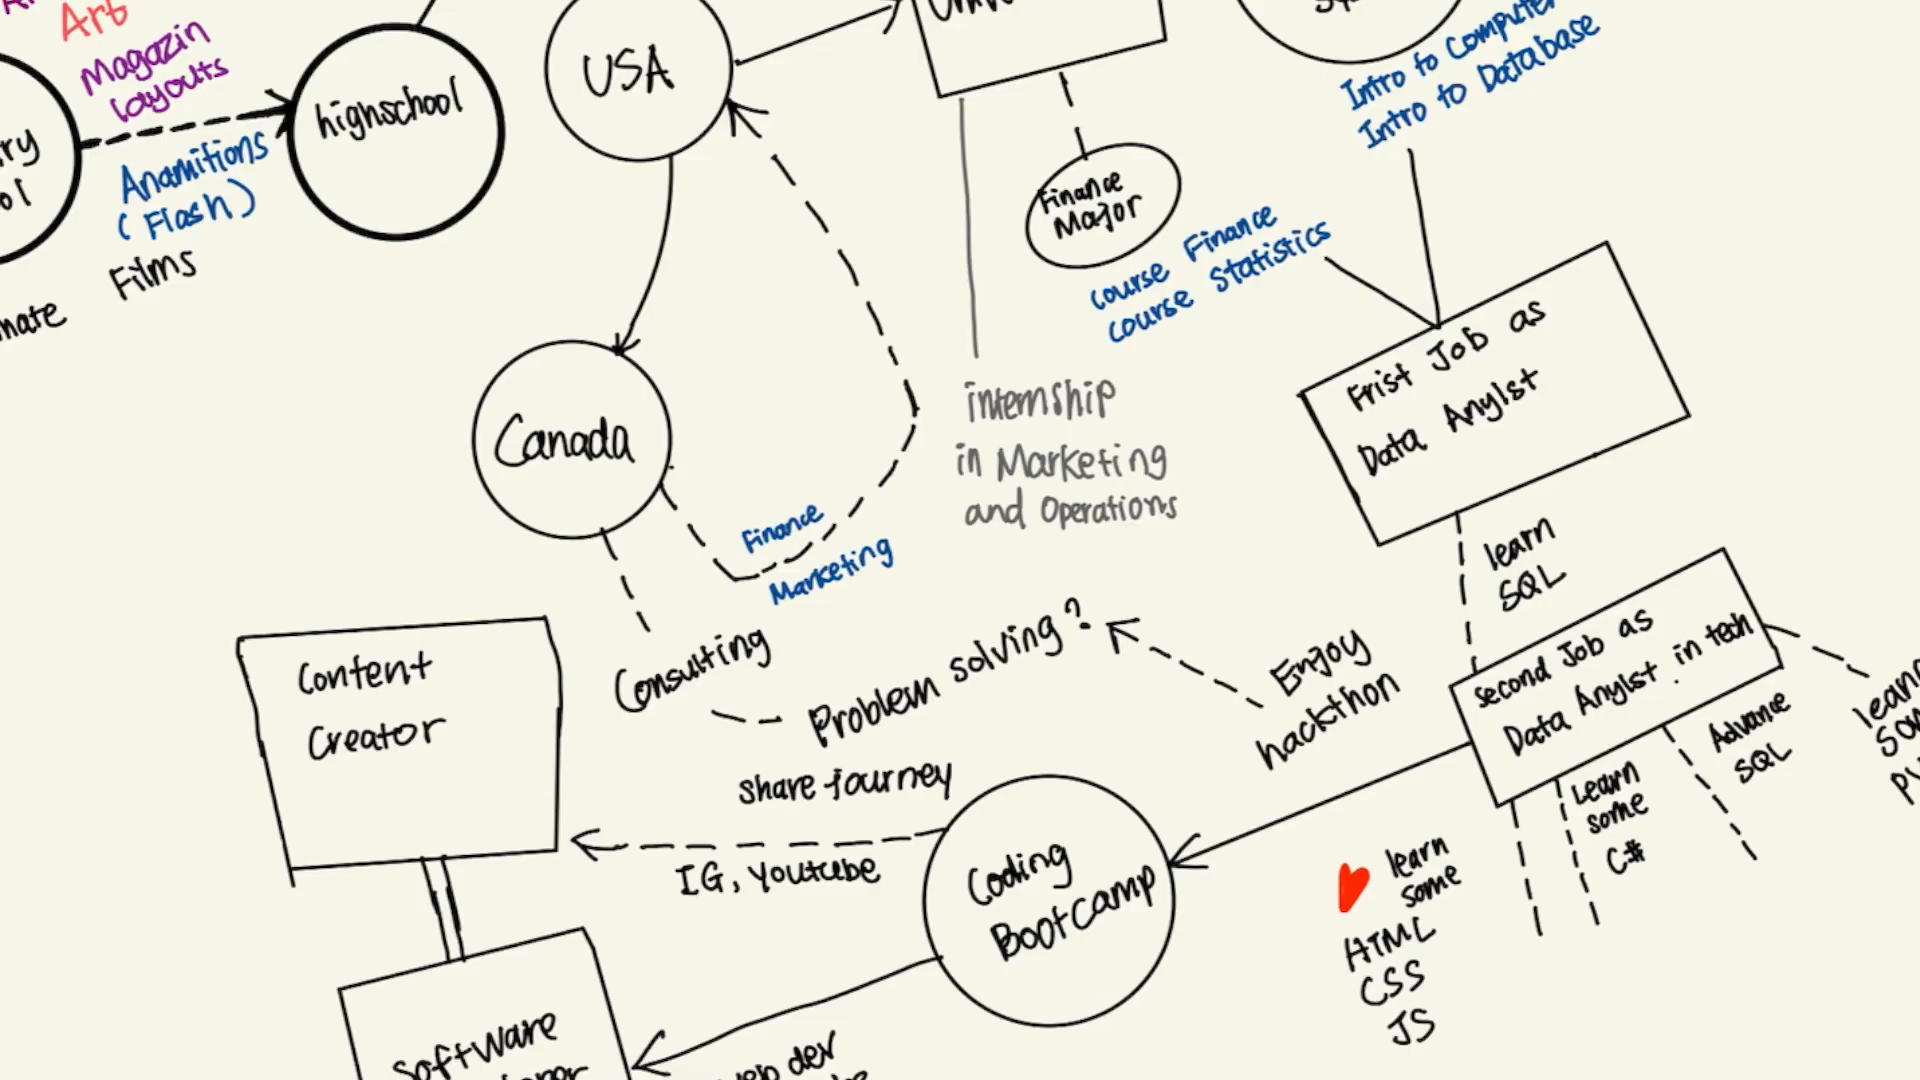 Art
Magazin
layouts
Anamitions
(Flash)
Films
highschool
USA
Canada
Finance
Marketing
Finance
Major
Intro to Computer
Intro to Database
course Finance
course Statistics
internship
in Marketing
and Operations
Frist Job as
Data Anylst
learn
SQL
Second Job as
Data Anylst in tech
Advance
SQL
Learn
some
C#
learn
some
HTML
CSS
JS
Enjoy
hackthon
Problem solving?
Consulting
Content
Creator
share journey
IG, Youtube
Coding
BootCamp
Software